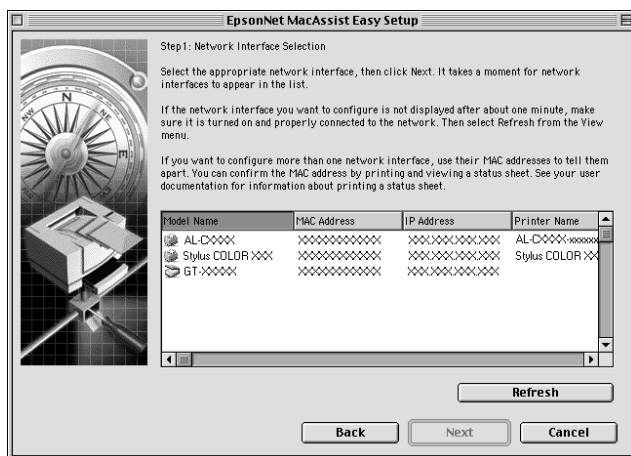 EpsonNet MacAssist Easy Setup
Step1: Network Interface Selection
Select the appropriate network interface, then click Next. It takes a moment for network
interfaces to appear in the list.
If the network interface you want to configure is not displayed after about one minute, make
sure it is turned on and properly connected to the network. Then select Refresh from the View
menu.
If you want to configure more than one network interface, use their MAC addresses to tell them
apart. You can confirm the MAC address by printing and viewing a status sheet. See your user
documentation for information about printing a status sheet.
Model Name MAC Address IP Address Printer Name
AL-CXXXX XXXXXXXXXXXX XXX.XXX.XXX.XXX AL-CXXXX-xxxxxx
Stylus COLOR XXX XXXXXXXXXXXX XXX.XXX.XXX.XXX Stylus COLOR XXX
GT-XXXXX XXXXXXXXXXXX XXX.XXX.XXX.XXX
Refresh
Back Next Cancel
N
NE
E
NW